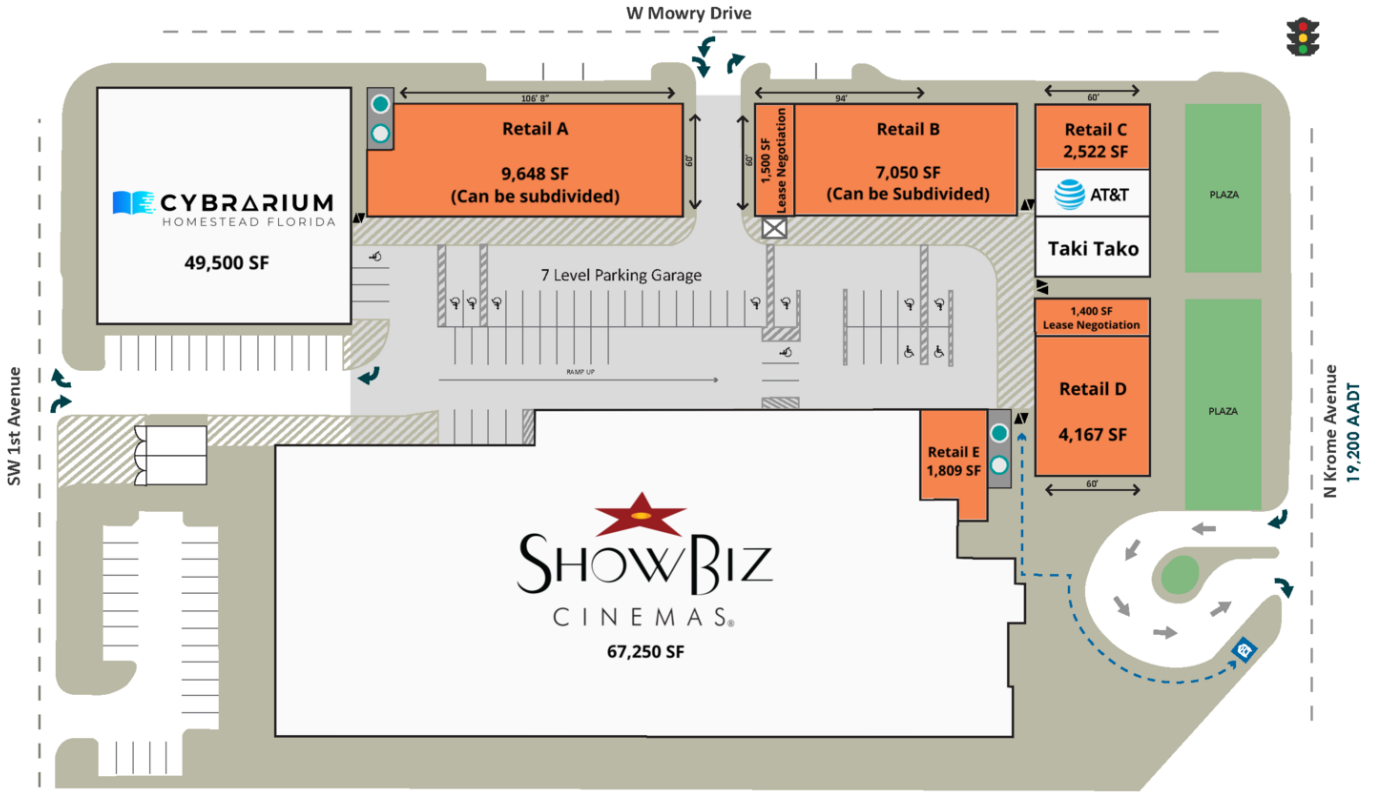 W Mowry Drive
106' 8"
94'
60'
Retail A
9,648 SF
(Can be subdivided)
60'
60'
1,500 SF
Lease Negotiation
Retail B
7,050 SF
(Can be Subdivided)
Retail C
2,522 SF
AT&T
Taki Tako
PLAZA
CYBRARIUM
HOMESTEAD FLORIDA
49,500 SF
7 Level Parking Garage
RAMP UP
1,400 SF
Lease Negotiation
Retail D
4,167 SF
60'
PLAZA
SW 1st Avenue
N Krome Avenue
19,200 AADT
Retail E
1,809 SF
SHOWBIZ
CINEMAS®
67,250 SF